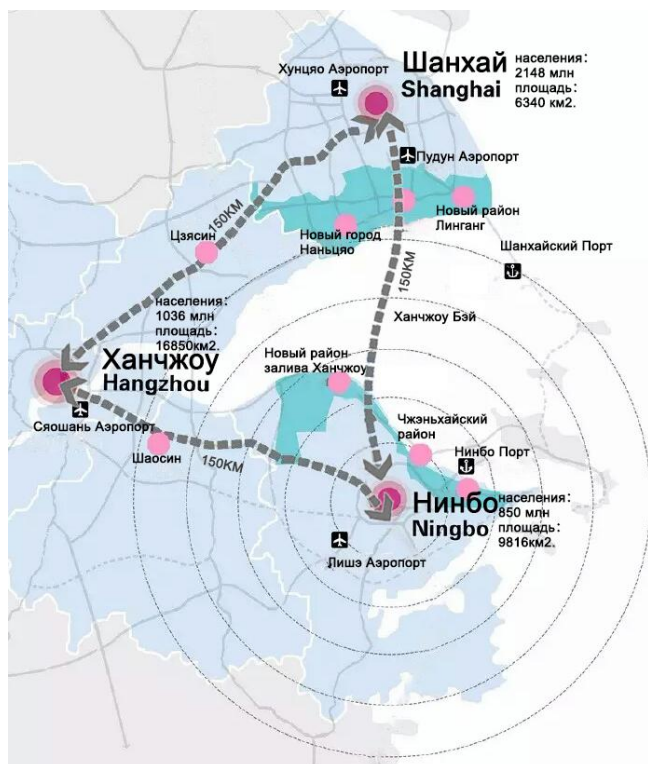 Шанхай
Shanghai
населения:
2148 млн
площадь:
6340 км2.
Хунцяо Аэропорт
Пудун Аэропорт
150KM
Цзясин
Новый город
Наньцяо
Новый район
Линганг
Шанхайский Порт
150KM
населения:
1036 млн
площадь:
16850км2.
Ханчжоу Бэй
Ханчжоу
Hangzhou
Новый район
залива Ханчжоу
Сяошань Аэропорт
Шаосин
150KM
Чжэньхайский
район
Нинбо Порт
Нинбо
Ningbo
населения:
850 млн
площадь:
9816км2.
Лишэ Аэропорт